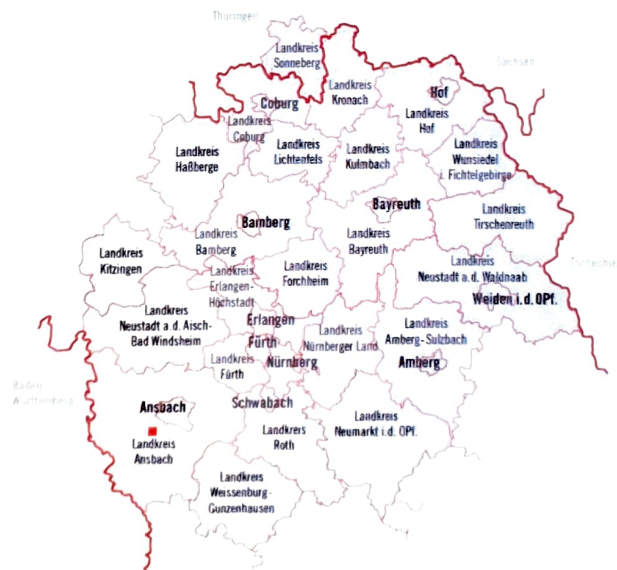 Thüringen
Landkreis
Sonneberg
Sachsen
Landkreis
Kronach
Hof
Coburg
Landkreis
Hof
Landkreis
Coburg
Landkreis
Haßberge
Landkreis
Lichtenfels
Landkreis
Kulmbach
Landkreis
Wunsiedel
i. Fichtelgebirge
Bayreuth
Landkreis
Tirschenreuth
Bamberg
Landkreis
Bamberg
Landkreis
Bayreuth
Landkreis
Kitzingen
Landkreis
Erlangen-
Höchstadt
Landkreis
Forchheim
Landkreis
Neustadt a.d. Waldnaab
Tschechien
Weiden i.d. OPf.
Landkreis
Neustadt a.d. Aisch-
Bad Windsheim
Erlangen
Fürth
Landkreis
Nürnberger Land
Landkreis
Amberg-Sulzbach
Landkreis
Fürth
Nürnberg
Amberg
Baden
Württemberg
Ansbach
Schwabach
Landkreis
Neumarkt i.d. OPf.
Landkreis
Ansbach
Landkreis
Roth
Landkreis
Weissenburg-
Gunzenhausen